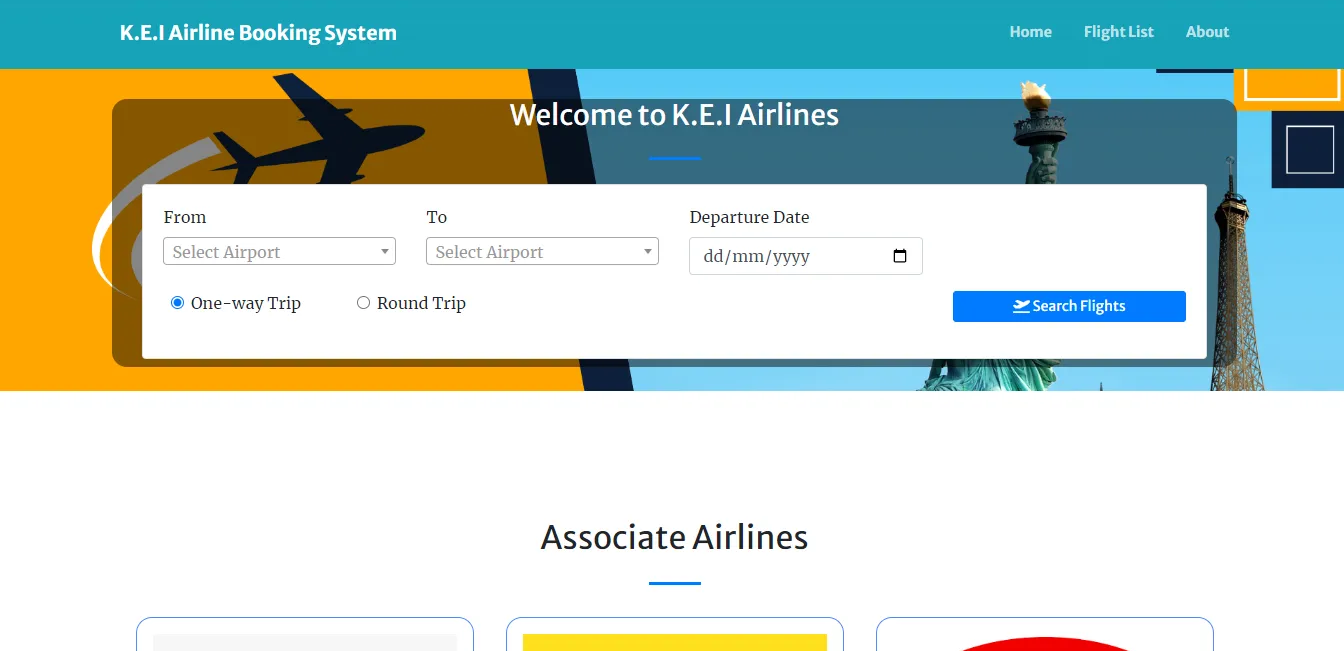 K.E.I Airline Booking System
Home Flight List About
Welcome to K.E.I Airlines
From To Departure Date
Select Airport Select Airport dd/mm/yyyy
One-way Trip Round Trip Search Flights
Associate Airlines